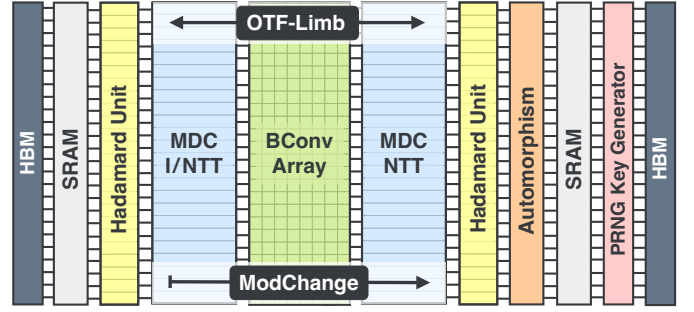 OTF-Limb
HBM
SRAM
Hadamard Unit
MDC
I/NTT
BConv
Array
MDC
NTT
Hadamard Unit
Automorphism
SRAM
PRNG Key Generator
HBM
ModChange